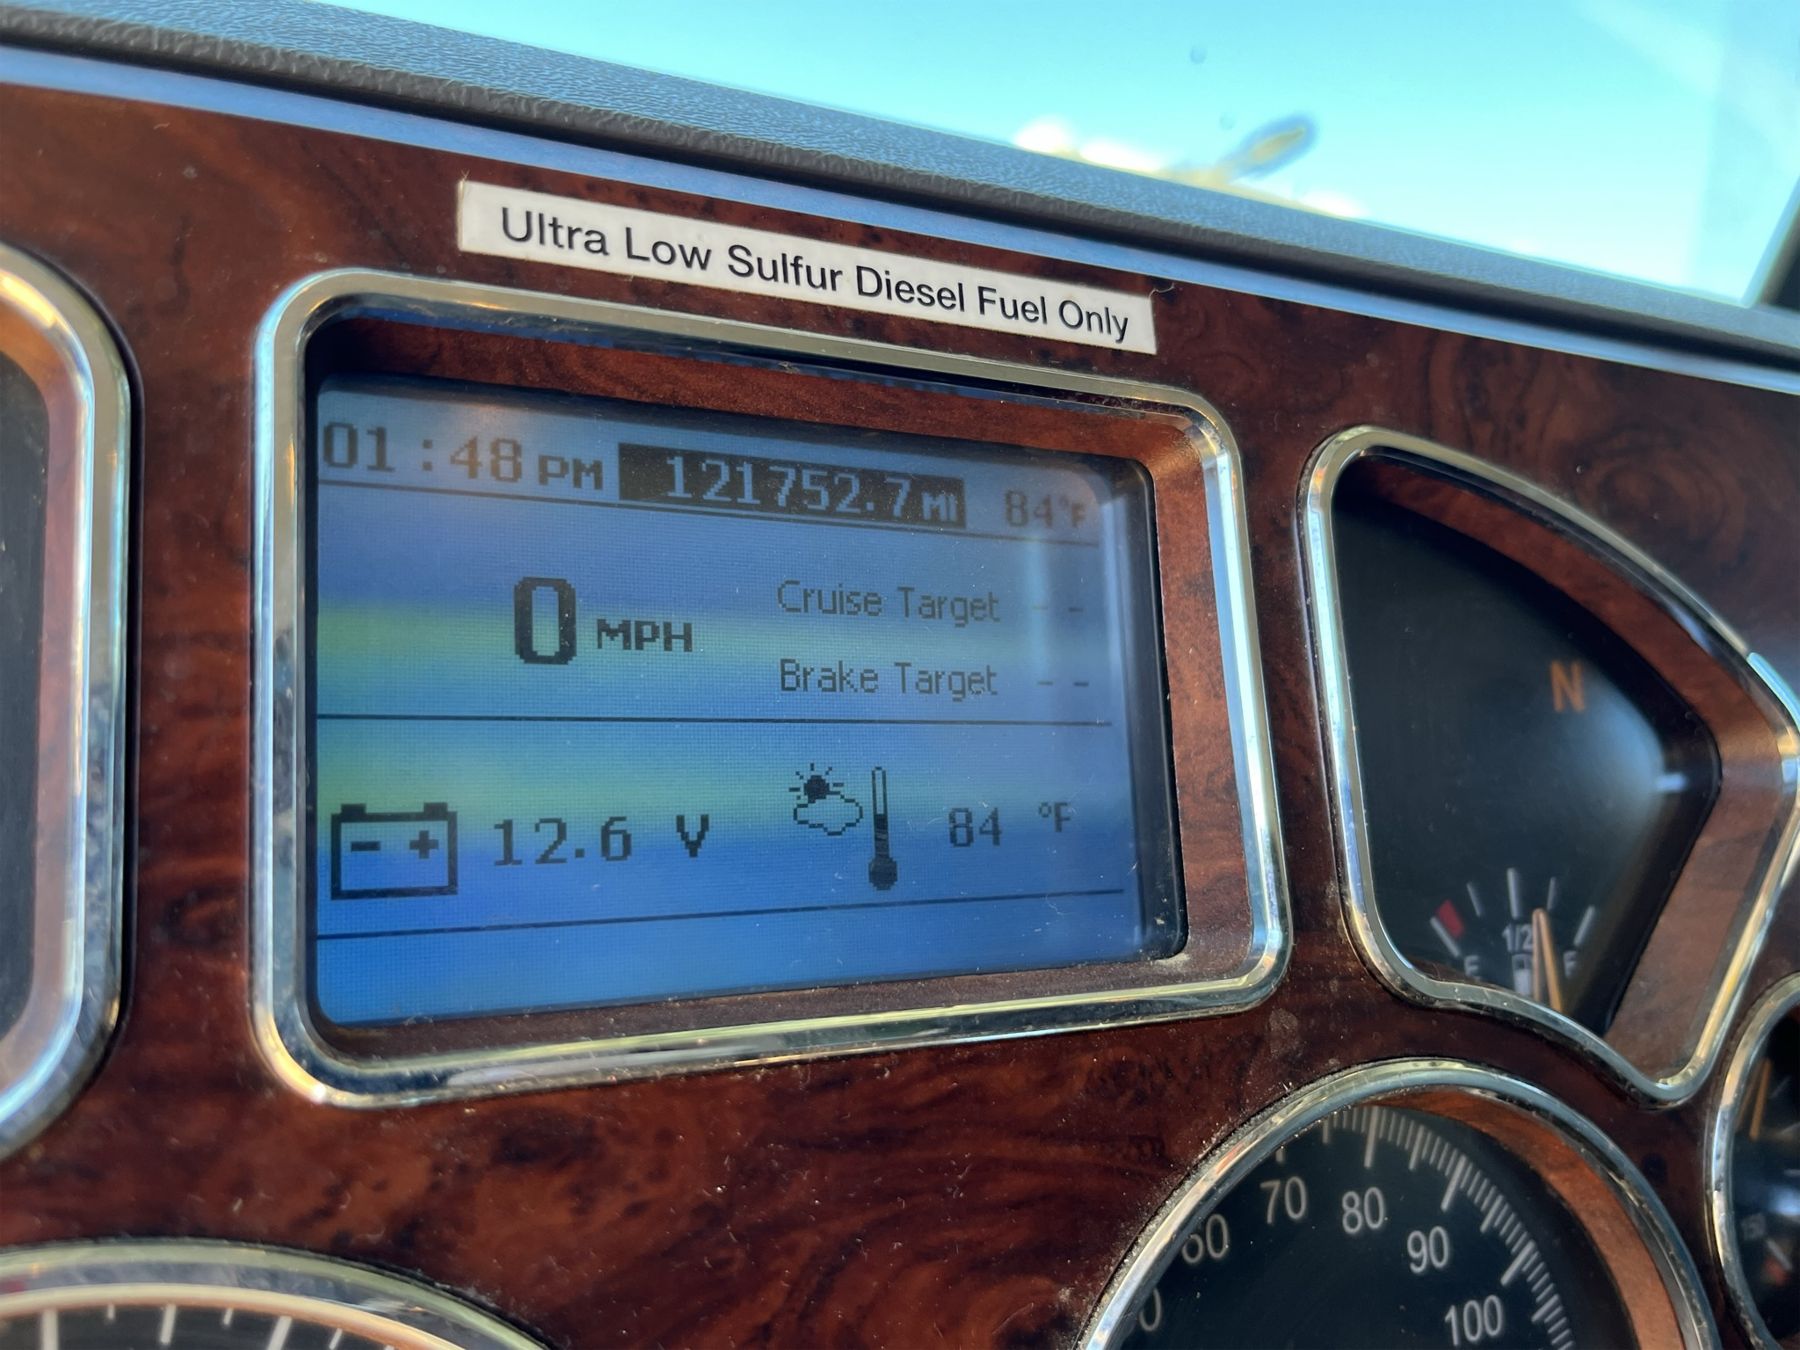 Ultra Low Sulfur Diesel Fuel Only
01:48 PM 121752.7 MI 84°F
0 MPH
Cruise Target - -
Brake Target - -
- +
12.6 V
84 °F
N
E 1/2 F
60 70 80 90 100